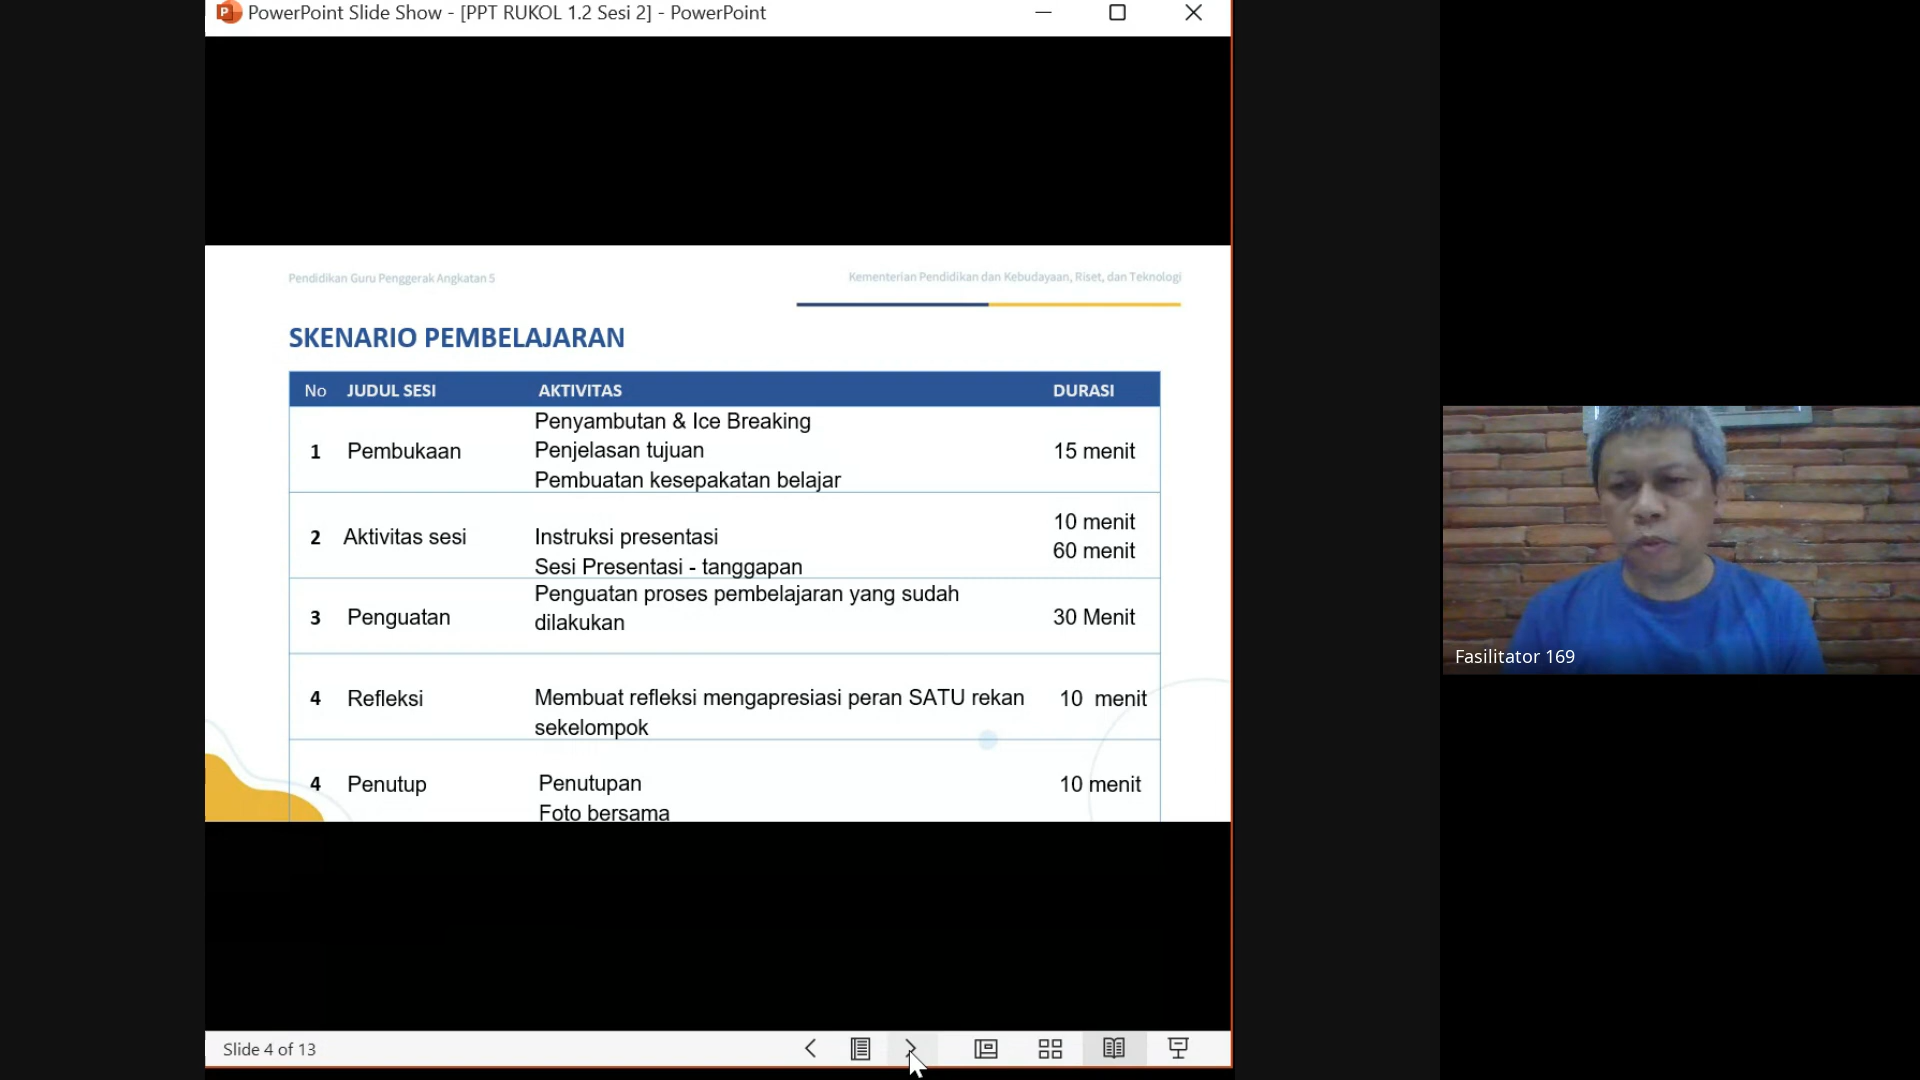 PowerPoint Slide Show - [PPT RUKOL 1.2 Sesi 2] - PowerPoint
Pendidikan Guru Penggerak Angkatan 5
Kementerian Pendidikan dan Kebudayaan, Riset, dan Teknologi
SKENARIO PEMBELAJARAN
No JUDUL SESI AKTIVITAS DURASI
Penyambutan & Ice Breaking
Penjelasan tujuan
1 Pembukaan 15 menit
Pembuatan kesepakatan belajar
10 menit
2 Aktivitas sesi Instruksi presentasi
60 menit
Sesi Presentasi - tanggapan
Penguatan proses pembelajaran yang sudah
3 Penguatan 30 Menit
dilakukan
4 Refleksi Membuat refleksi mengapresiasi peran SATU rekan 10 menit
sekelompok
4 Penutup Penutupan 10 menit
Foto bersama
Fasilitator 169
Slide 4 of 13